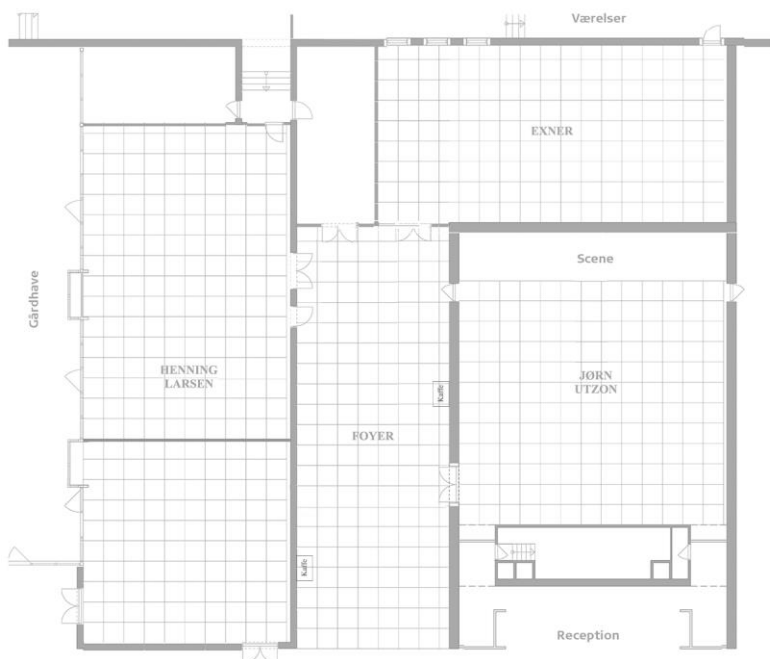 Værelser
EXNER
Scene
Gårdhave
HENNING
LARSEN
JØRN
UTZON
Kaffe
FOYER
Kaffe
Reception